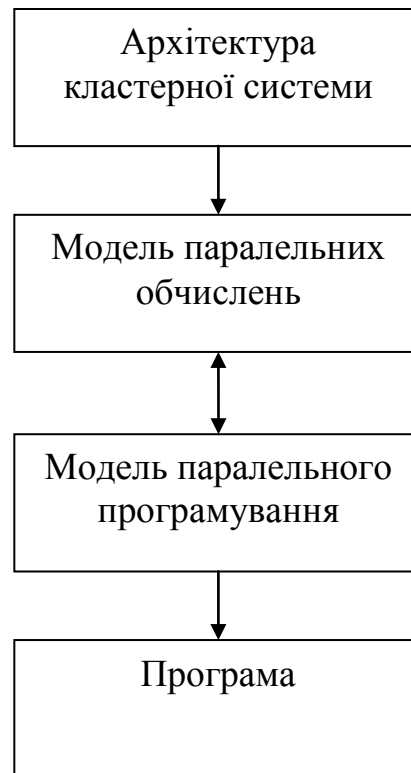 Архітектура
кластерної системи
Модель паралельних
обчислень
Модель паралельного
програмування
Програма